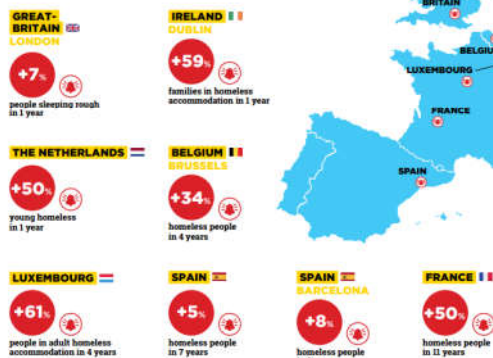 GREAT-
BRITAIN
LONDON
+7%
people sleeping rough
in 1 year
IRELAND
DUBLIN
+59%
families in homeless
accommodation in 1 year
THE NETHERLANDS
+50%
young homeless
in 1 year
BELGIUM
BRUSSELS
+34%
homeless people
in 4 years
LUXEMBOURG
+61%
people in adult homeless
accommodation in 4 years
SPAIN
+5%
homeless people
in 7 years
SPAIN
BARCELONA
+8%
homeless people
FRANCE
+50%
homeless people
in 11 years
BRITAIN
BELGIU
LUXEMBOURG
FRANCE
SPAIN